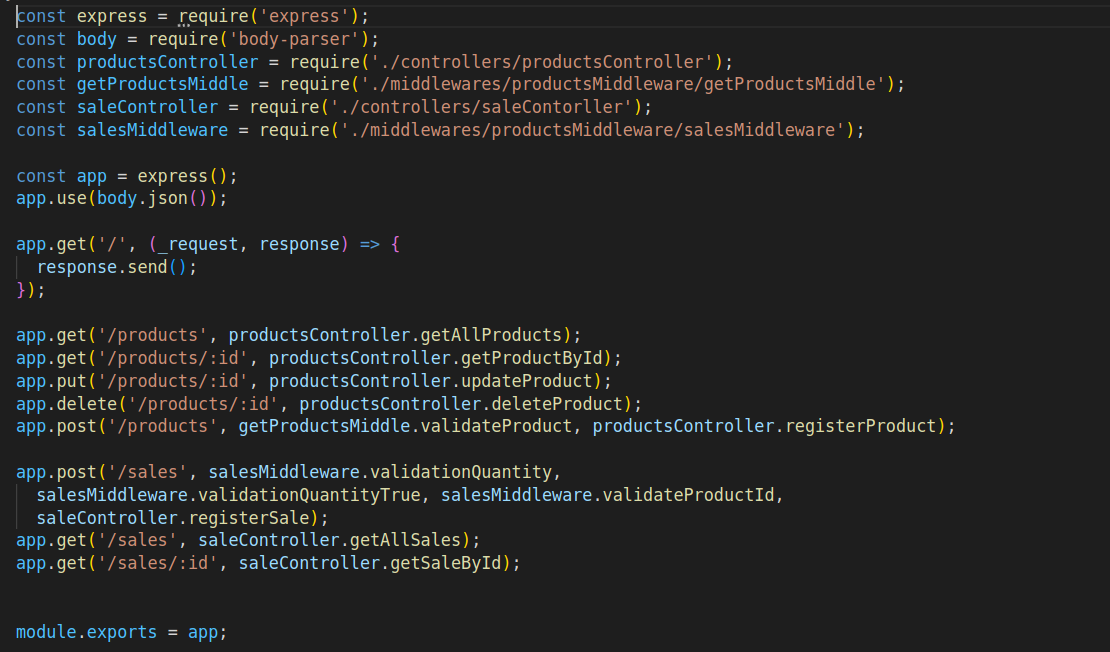 const express = require('express');
const body = require('body-parser');
const productsController = require('./controllers/productsController');
const getProductsMiddle = require('./middlewares/productsMiddleware/getProductsMiddle');
const saleController = require('./controllers/saleContorller');
const salesMiddleware = require('./middlewares/productsMiddleware/salesMiddleware');

const app = express();
app.use(body.json());

app.get('/', (_request, response) => {
  response.send();
});

app.get('/products', productsController.getAllProducts);
app.get('/products/:id', productsController.getProductById);
app.put('/products/:id', productsController.updateProduct);
app.delete('/products/:id', productsController.deleteProduct);
app.post('/products', getProductsMiddle.validateProduct, productsController.registerProduct);

app.post('/sales', salesMiddleware.validationQuantity,
  salesMiddleware.validationQuantityTrue, salesMiddleware.validateProductId,
  saleController.registerSale);
app.get('/sales', saleController.getAllSales);
app.get('/sales/:id', saleController.getSaleById);


module.exports = app;